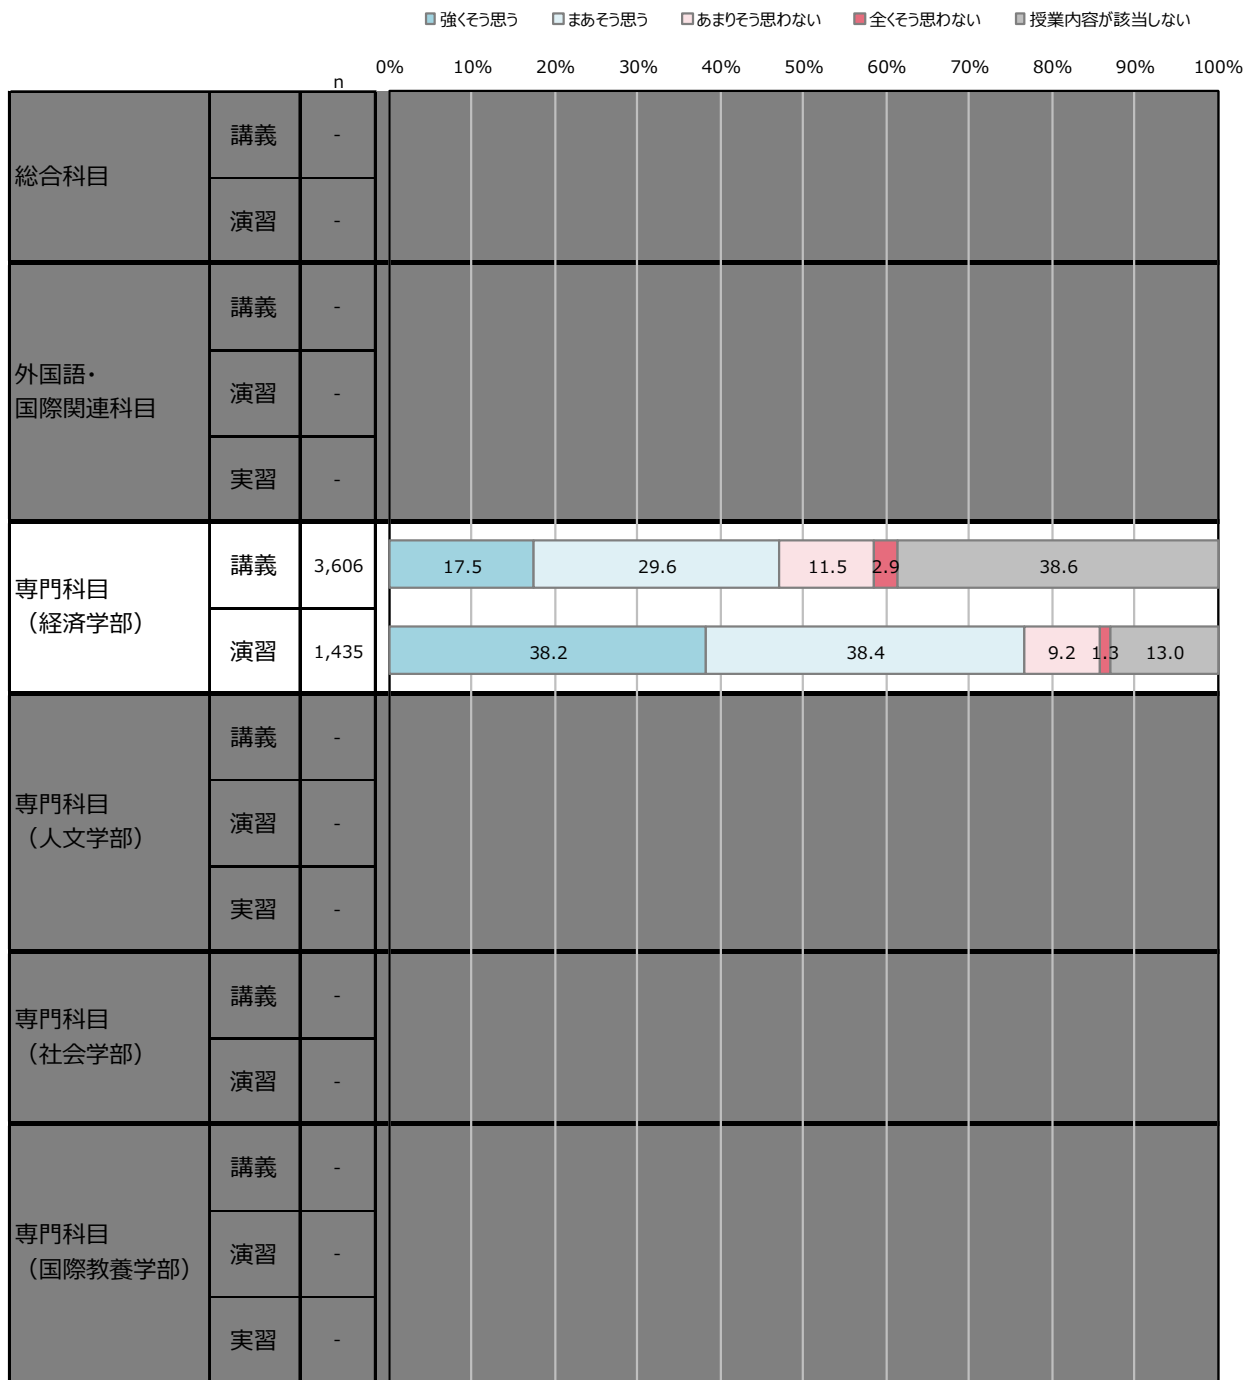 強くそう思う まあそう思う あまりそう思わない 全くそう思わない 授業内容が該当しない
n 0% 10% 20% 30% 40% 50% 60% 70% 80% 90% 100%
総合科目
講義 -
演習 -
外国語・
国際関連科目
講義 -
演習 -
実習 -
専門科目
（経済学部）
講義 3,606 17.5 29.6 11.5 2.9 38.6
演習 1,435 38.2 38.4 9.2 1.3 13.0
専門科目
（人文学部）
講義 -
演習 -
実習 -
専門科目
（社会学部）
講義 -
演習 -
専門科目
（国際教養学部）
講義 -
演習 -
実習 -